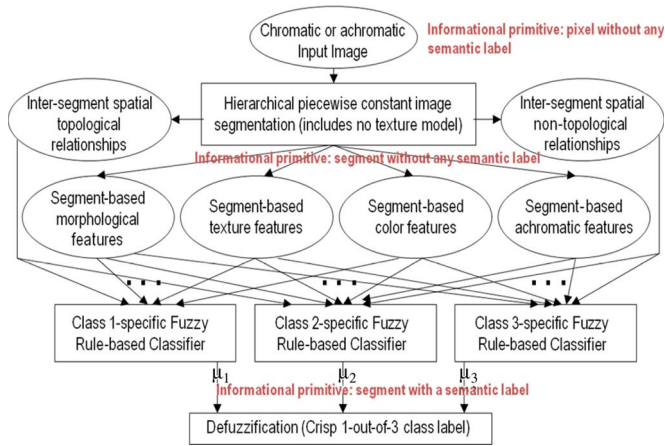 Chromatic or achromatic
Input Image
Informational primitive: pixel without any
semantic label
Inter-segment spatial
topological
relationships
Hierarchical piecewise constant image
segmentation (includes no texture model)
Inter-segment spatial
non-topological
relationships
Informational primitive: segment without any semantic label
Segment-based
morphological
features
Segment-based
texture features
Segment-based
color features
Segment-based
achromatic features
...
...
...
Class 1-specific Fuzzy
Rule-based Classifier
Class 2-specific Fuzzy
Rule-based Classifier
Class 3-specific Fuzzy
Rule-based Classifier
μ1
μ2
μ3
Informational primitive: segment with a semantic label
Defuzzification (Crisp 1-out-of-3 class label)